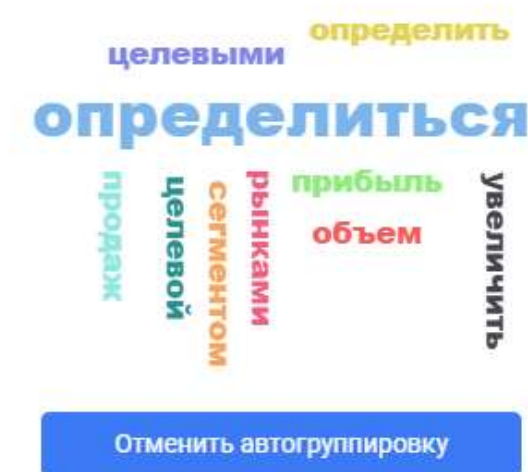 определить
целевыми
определиться
продаж
целевой
сегментом
рынками
прибыль
объем
увеличить
Отменить автогруппировку